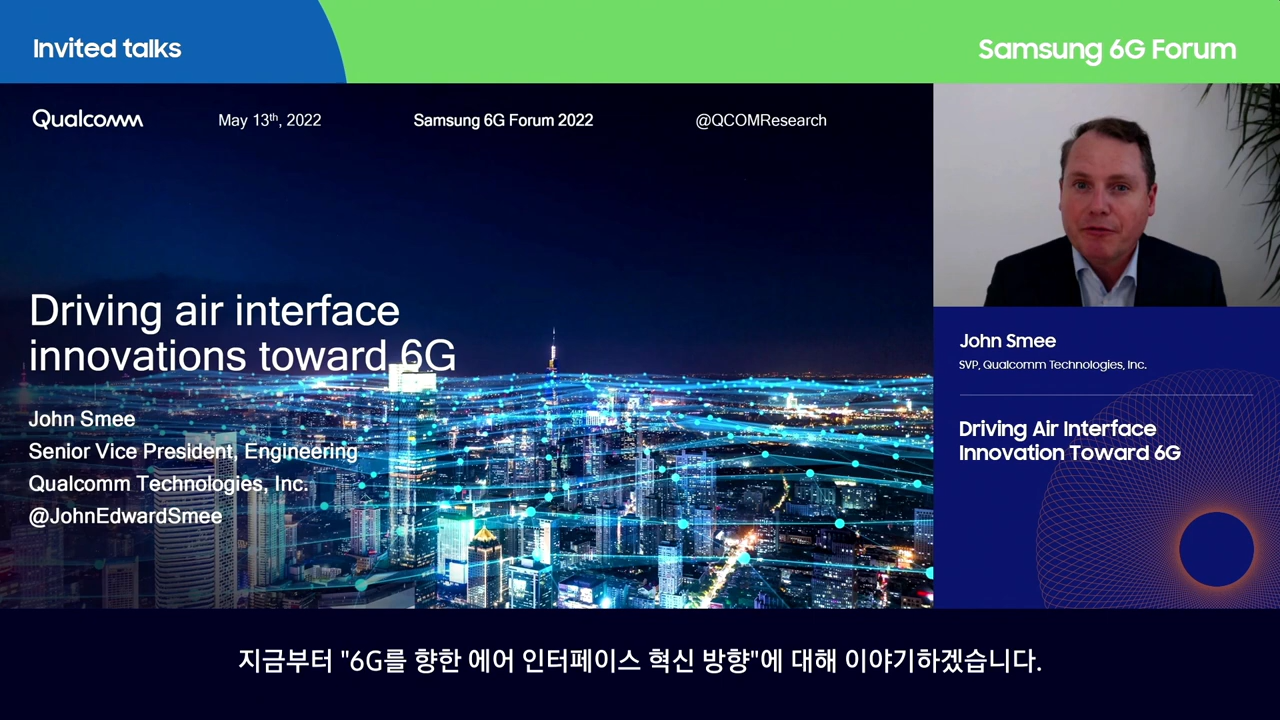 Invited talks
Samsung 6G Forum
Qualcomm
May 13th, 2022
Samsung 6G Forum 2022
@QCOMResearch
Driving air interface
innovations toward 6G
John Smee
Senior Vice President, Engineering
Qualcomm Technologies, Inc.
@JohnEdwardSmee
John Smee
SVP, Qualcomm Technologies, Inc.
Driving Air Interface
Innovation Toward 6G
지금부터 "6G를 향한 에어 인터페이스 혁신 방향"에 대해 이야기하겠습니다.